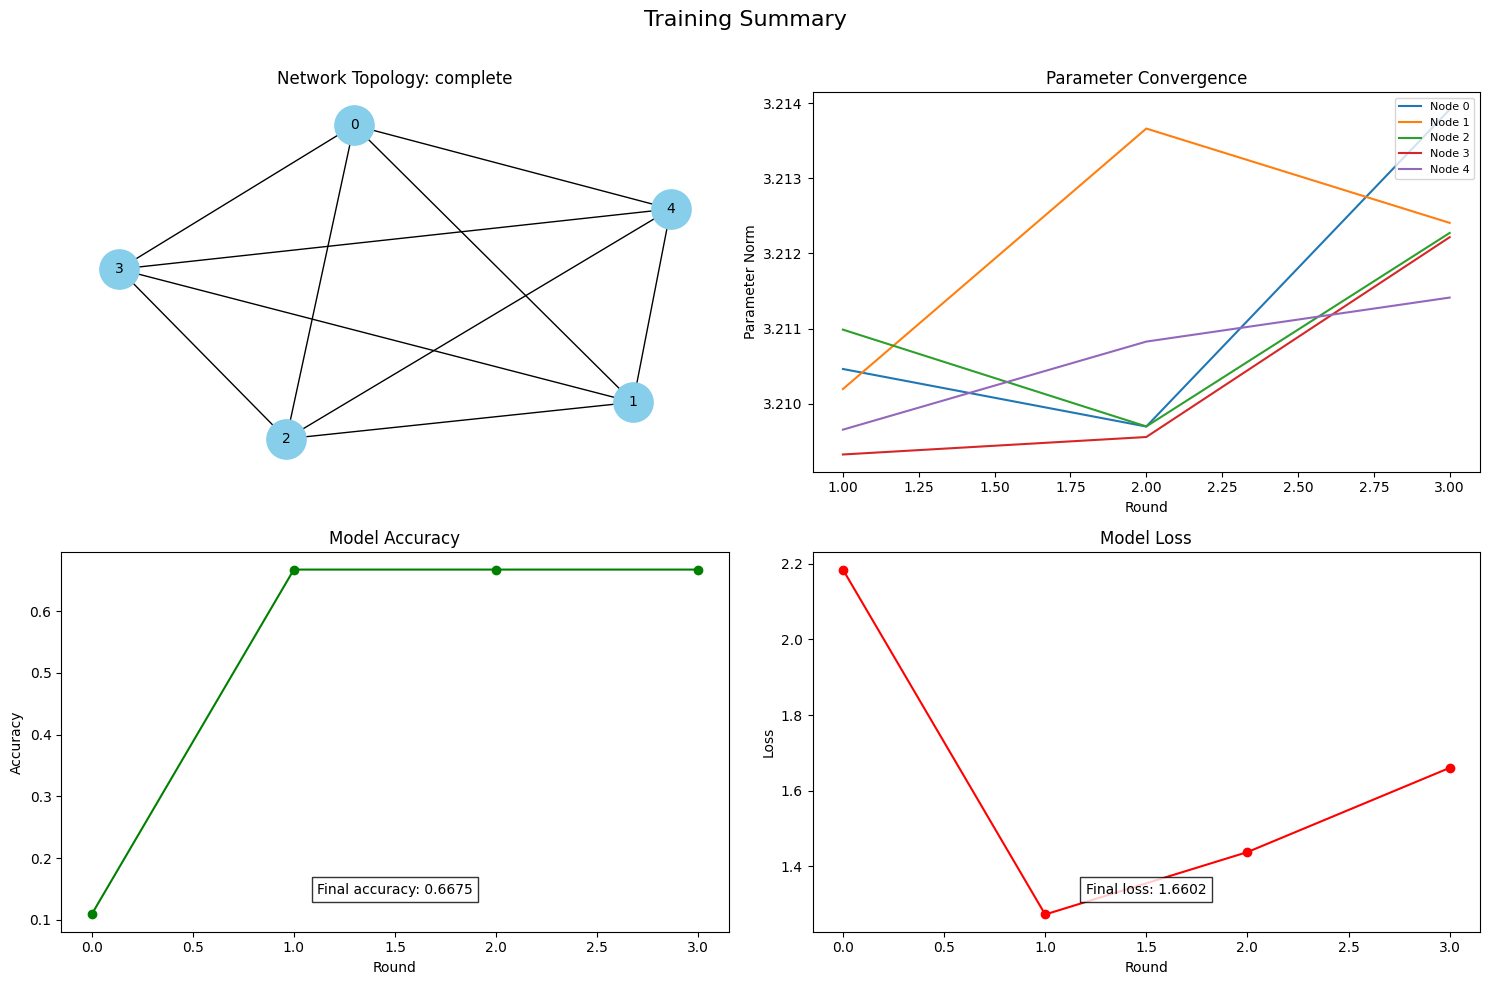 Training Summary
Network Topology: complete
0
4
3
1
2
Parameter Convergence
Parameter Norm
3.214
3.213
3.212
3.211
3.210
Node 0
Node 1
Node 2
Node 3
Node 4
1.00 1.25 1.50 1.75 2.00 2.25 2.50 2.75 3.00
Round
Model Accuracy
Accuracy
0.6
0.5
0.4
0.3
0.2
0.1
Final accuracy: 0.6675
0.0 0.5 1.0 1.5 2.0 2.5 3.0
Round
Model Loss
Loss
2.2
2.0
1.8
1.6
1.4
Final loss: 1.6602
0.0 0.5 1.0 1.5 2.0 2.5 3.0
Round